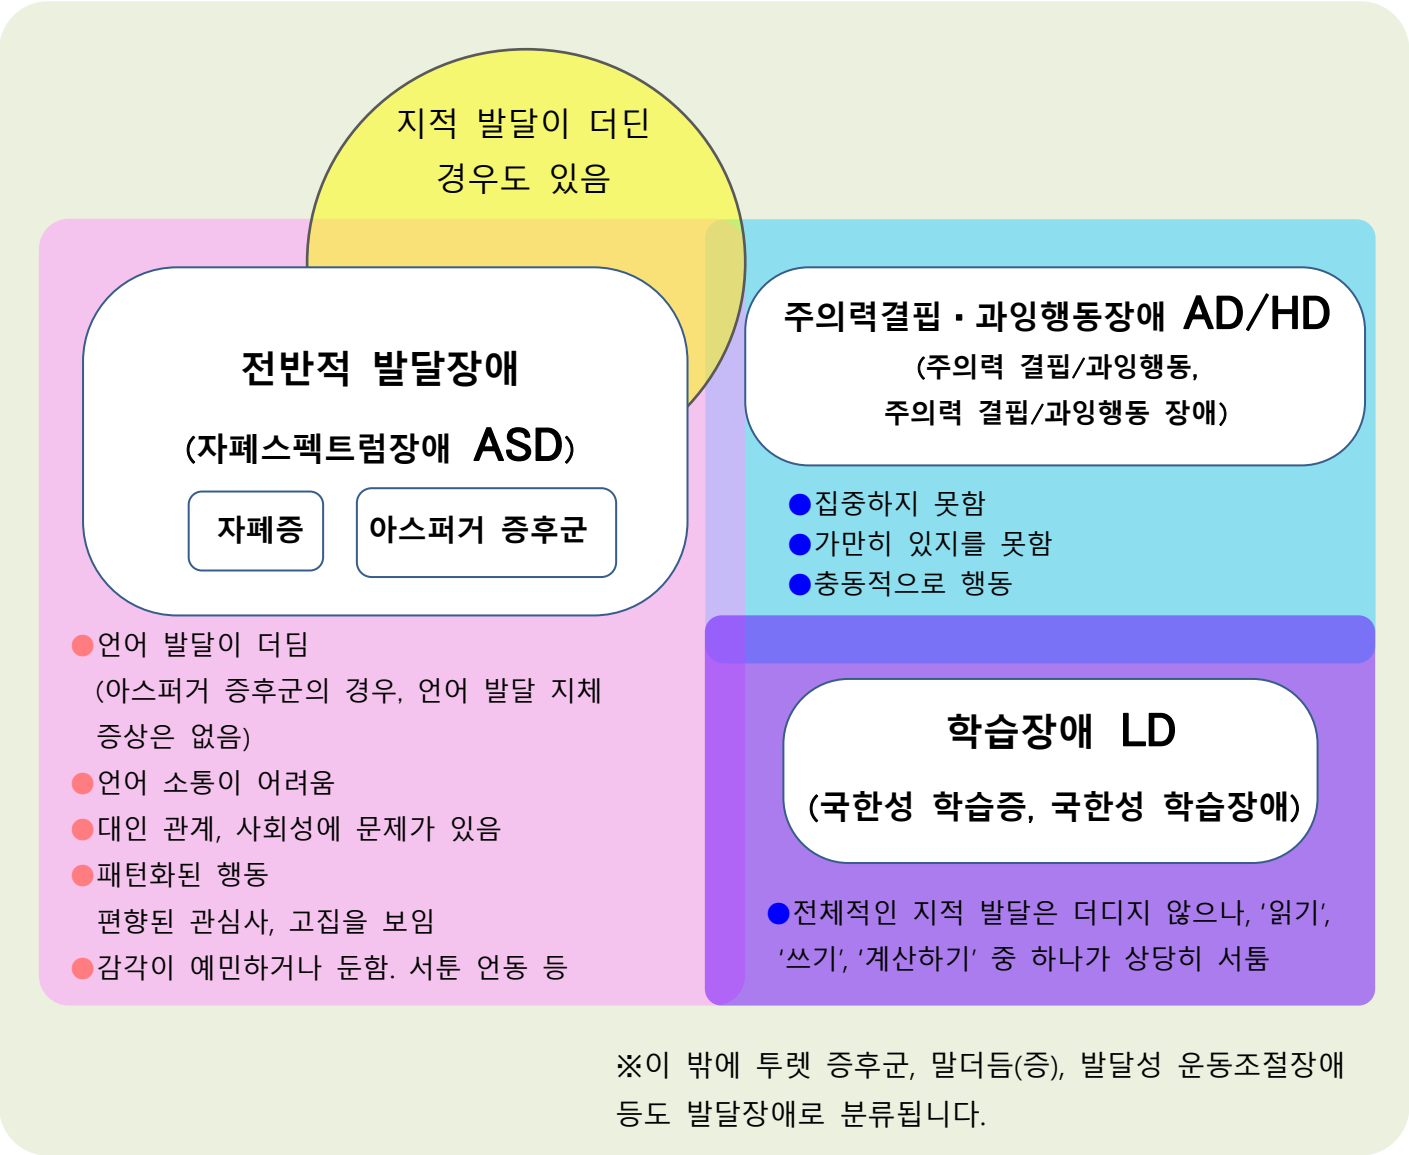 지적 발달이 더딘
경우도 있음
전반적 발달장애
(자폐스펙트럼장애 ASD)
자폐증
아스퍼거 증후군
●언어 발달이 더딤
(아스퍼거 증후군의 경우, 언어 발달 지체
증상은 없음)
●언어 소통이 어려움
●대인 관계, 사회성에 문제가 있음
●패턴화된 행동
편향된 관심사, 고집을 보임
●감각이 예민하거나 둔함. 서툰 언동 등
주의력결핍・과잉행동장애 AD/HD
(주의력 결핍/과잉행동,
주의력 결핍/과잉행동 장애)
●집중하지 못함
●가만히 있지를 못함
●충동적으로 행동
학습장애 LD
(국한성 학습증, 국한성 학습장애)
●전체적인 지적 발달은 더디지 않으나, ‘읽기’,
‘쓰기’, ‘계산하기’ 중 하나가 상당히 서툼
※이 밖에 투렛 증후군, 말더듬(증), 발달성 운동조절장애
등도 발달장애로 분류됩니다.